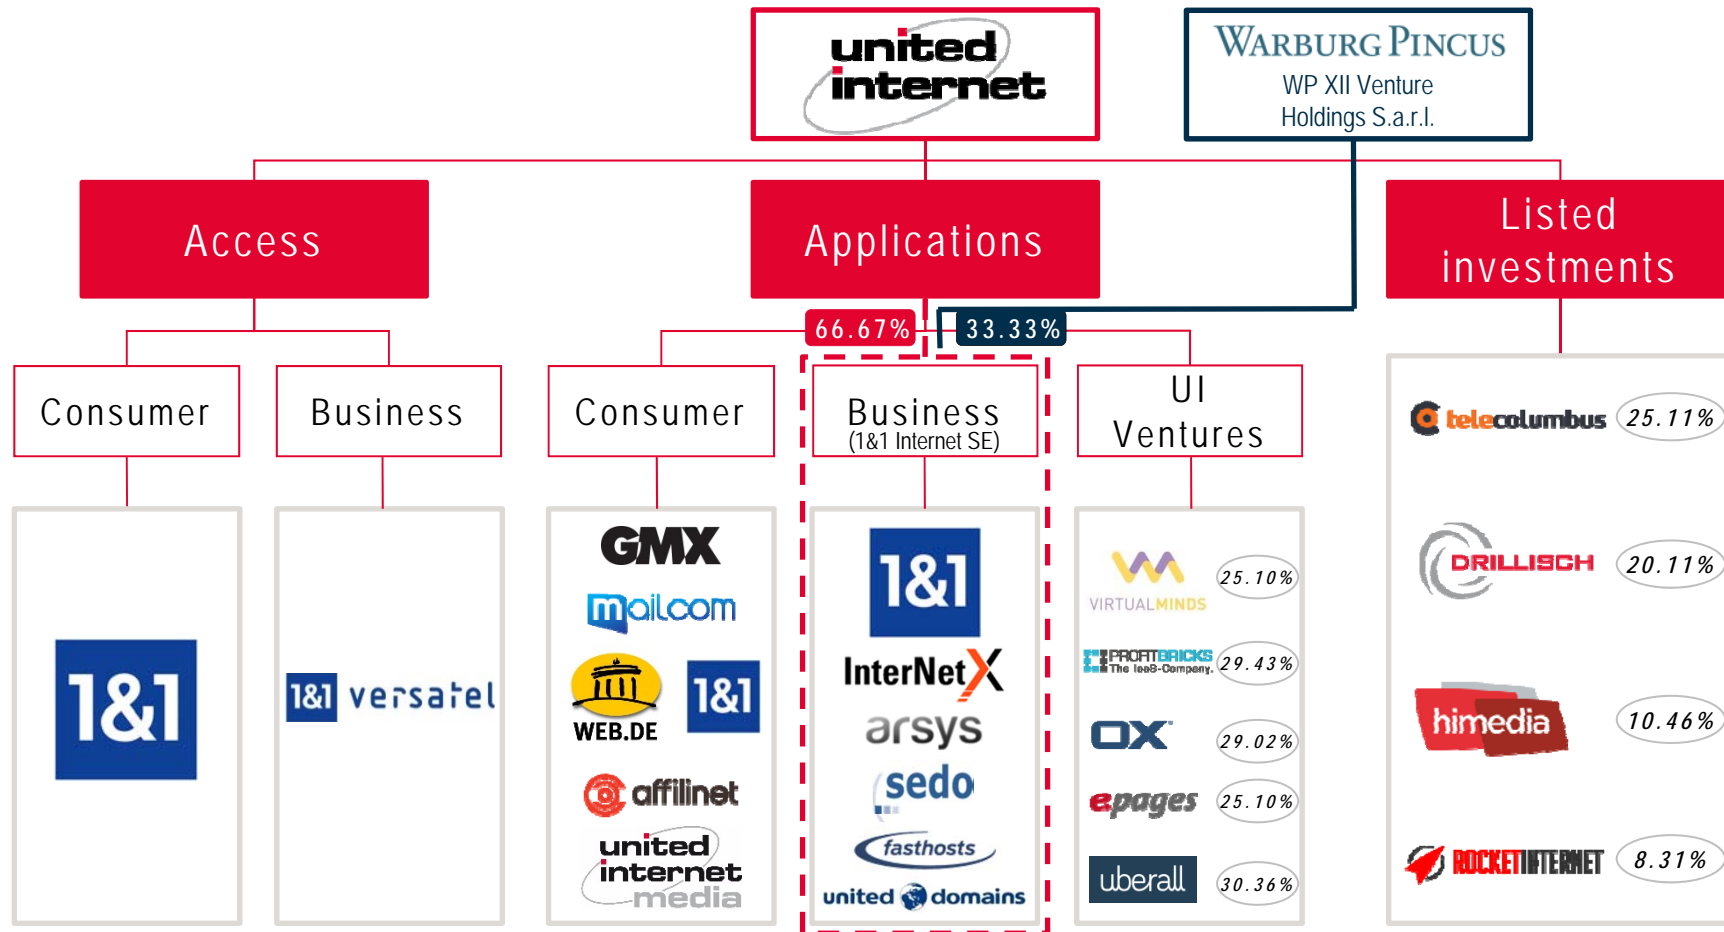 united
internet
WARBURG PINCUS
WP XII Venture
Holdings S.a.r.l.
Access
Applications
Listed
investments
66.67%
33.33%
Consumer
Business
Consumer
Business
(1&1 Internet SE)
UI
Ventures
1&1
1&1 versatel
GMX
mail.com
WEB.DE
1&1
affilinet
united
internet
media
1&1
InterNetX
arsys
sedo
fasthosts
united domains
VIRTUALMINDS
25.10%
PROFITBRICKS
The IaaS-Company.
29.43%
OX
29.02%
epages
25.10%
uberall
30.36%
telecolumbus
25.11%
DRILLISCH
20.11%
himedia
10.46%
ROCKET INTERNET
8.31%